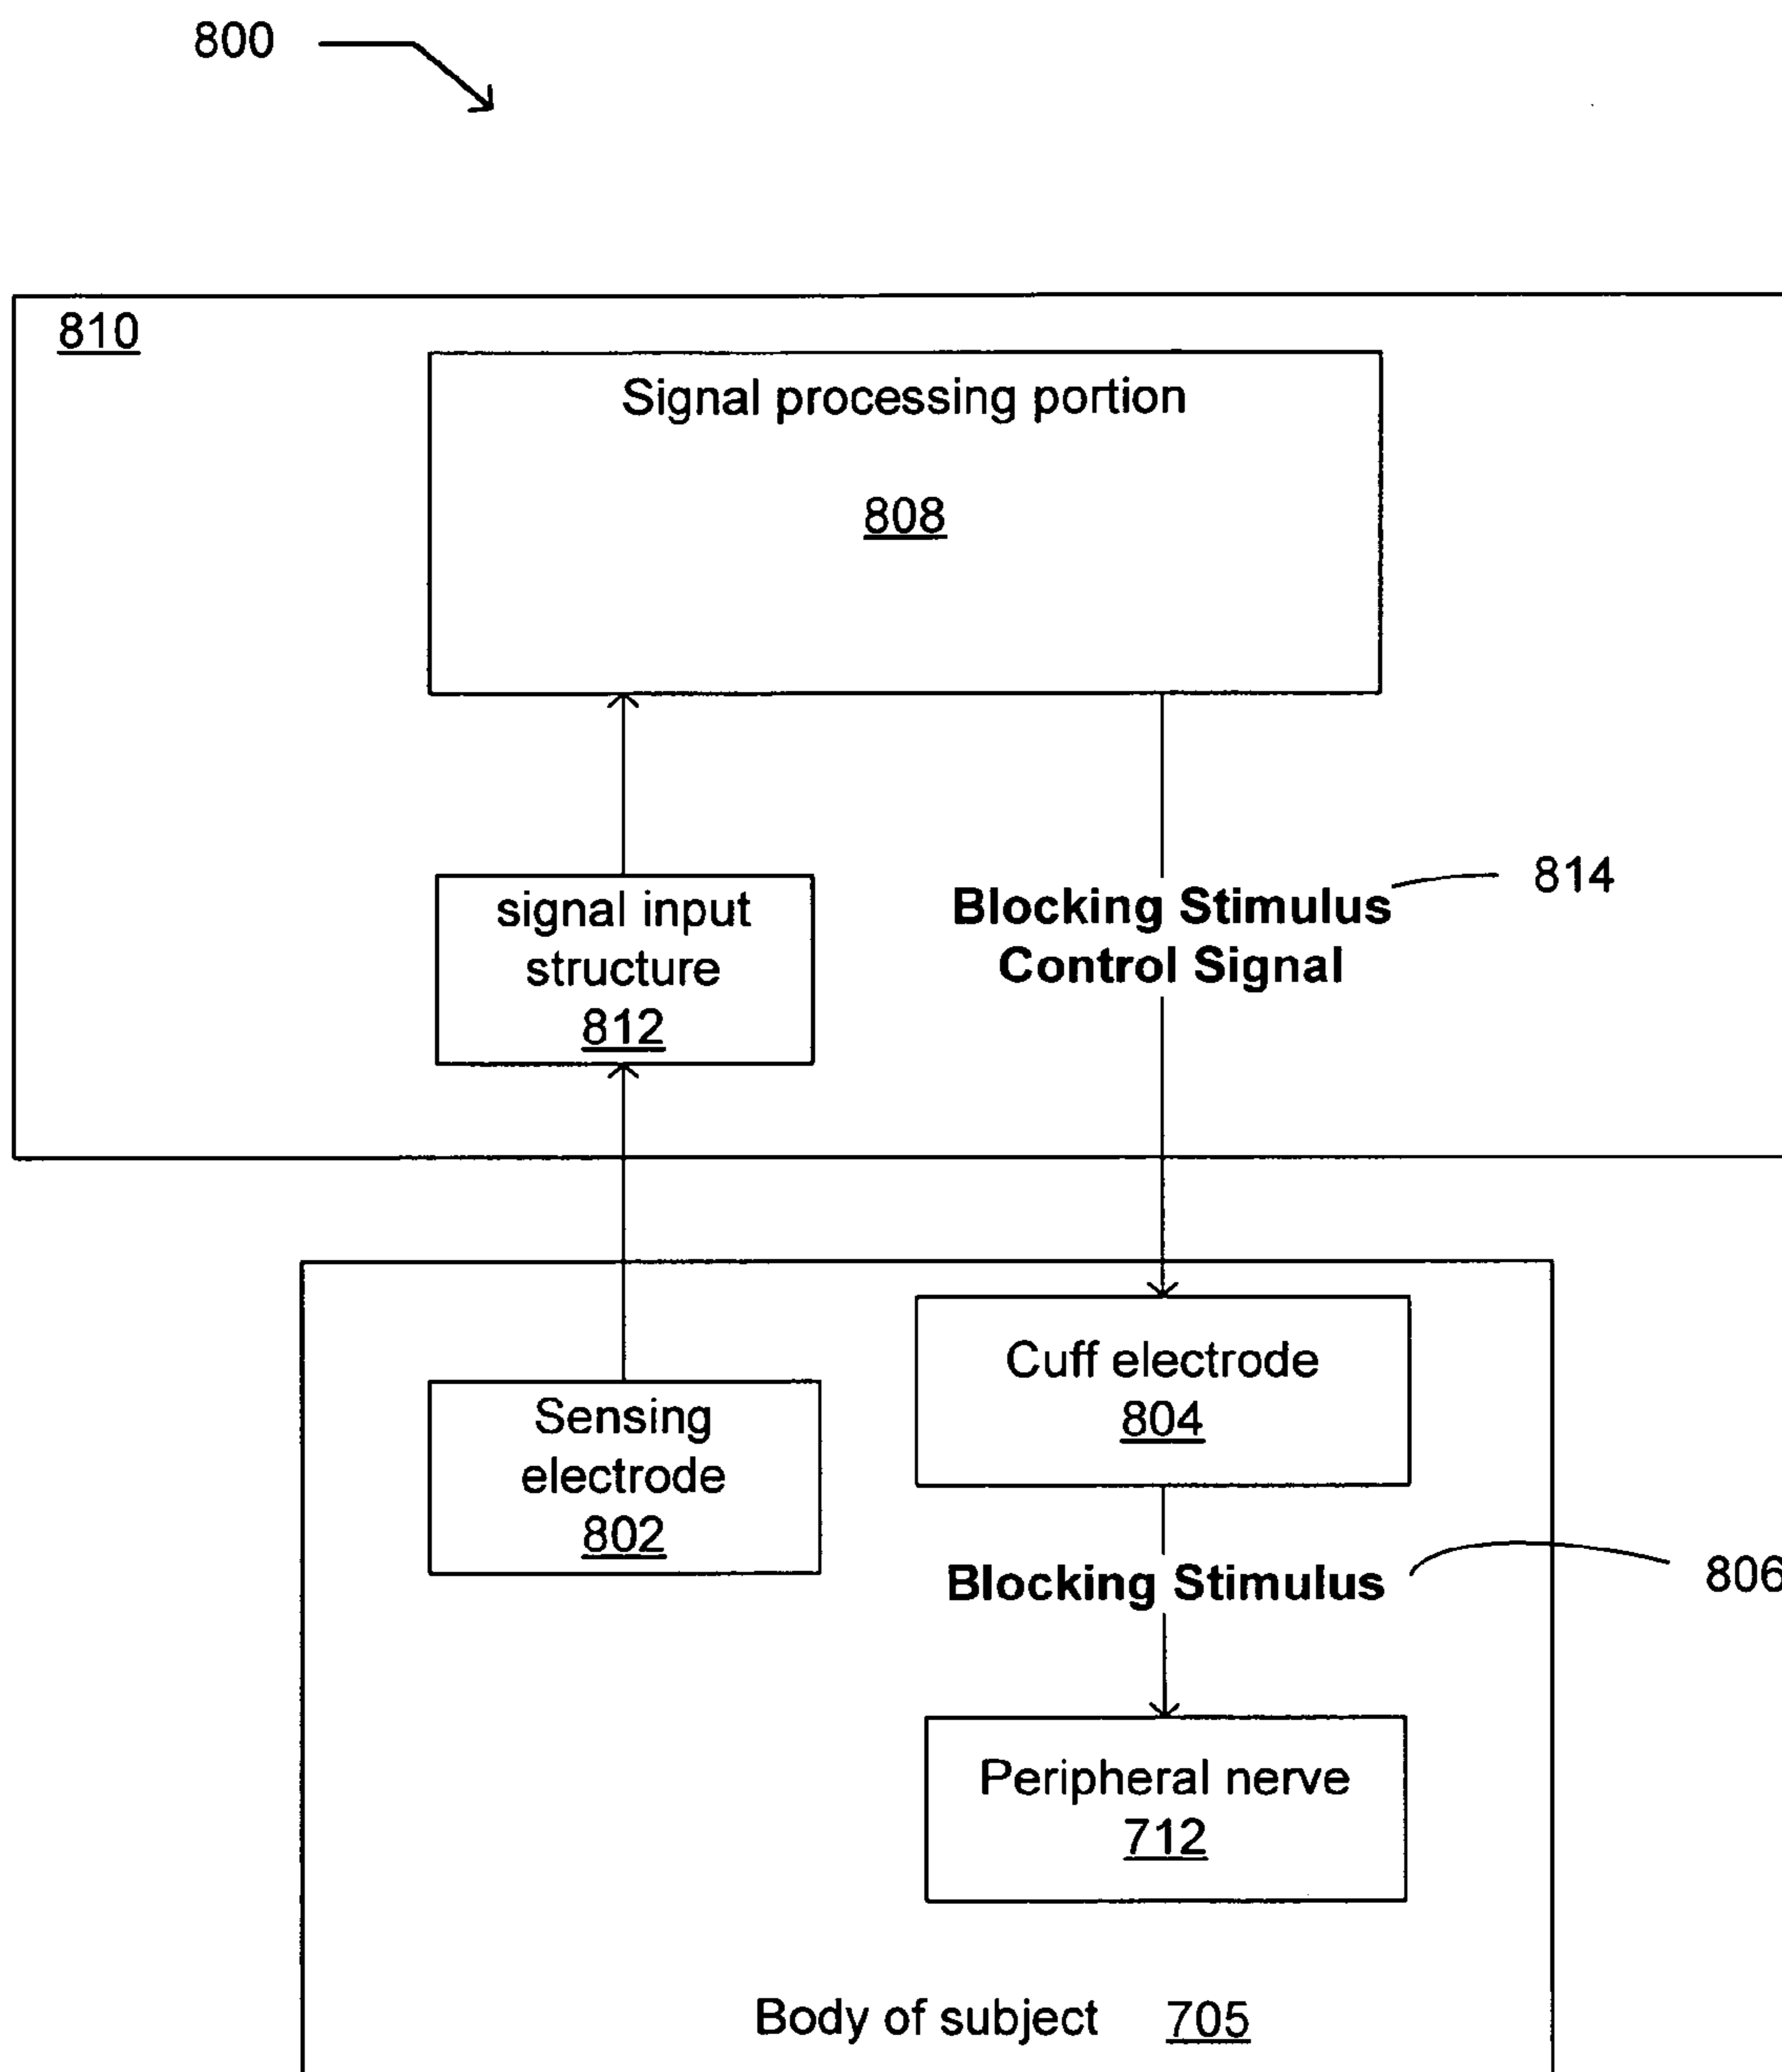 800
810
Signal processing portion
808
signal input
structure
812
Blocking Stimulus
Control Signal
814
Sensing
electrode
802
Cuff electrode
804
Blocking Stimulus
806
Peripheral nerve
712
Body of subject 705